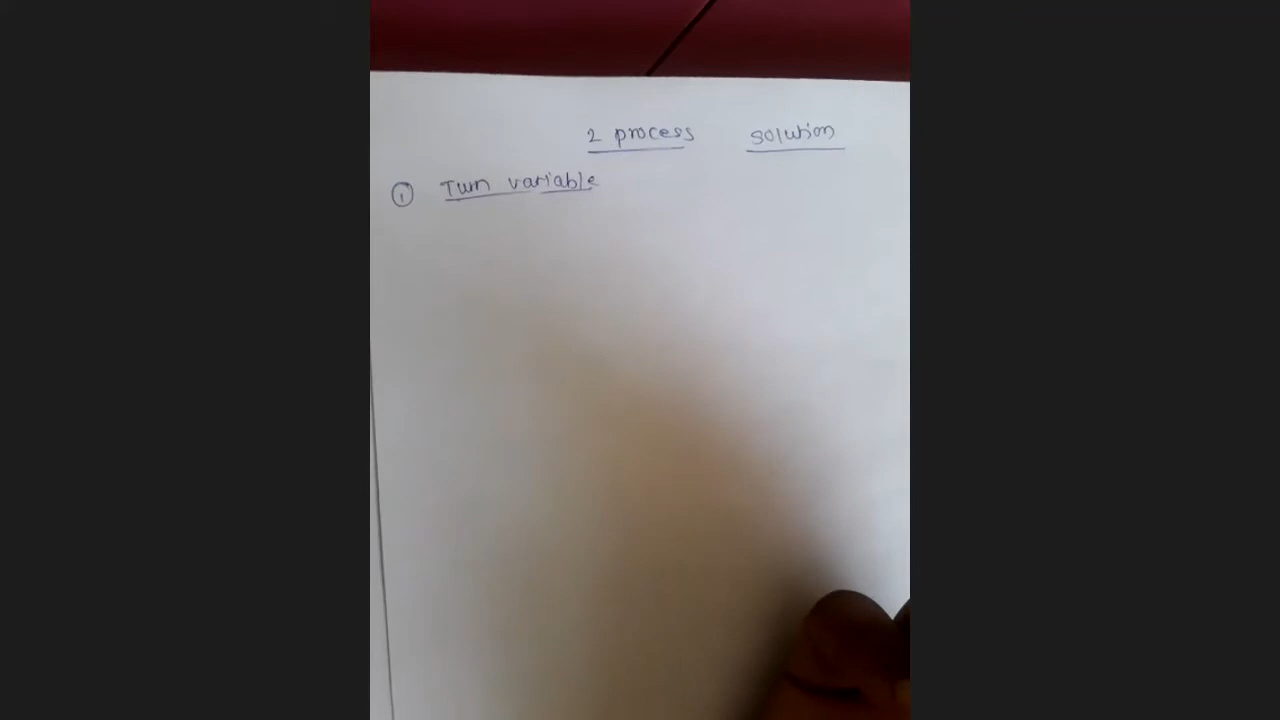 2 process solution
① Turn variable